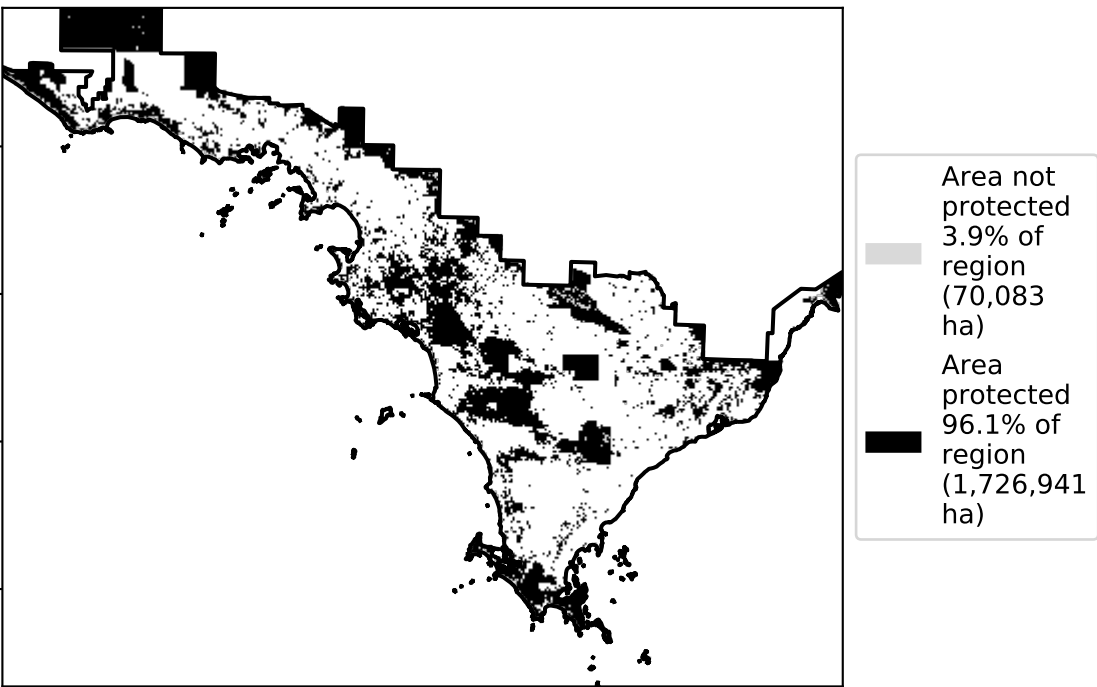 Area not
protected
3.9% of
region
(70,083
ha)
Area
protected
96.1% of
region
(1,726,941
ha)